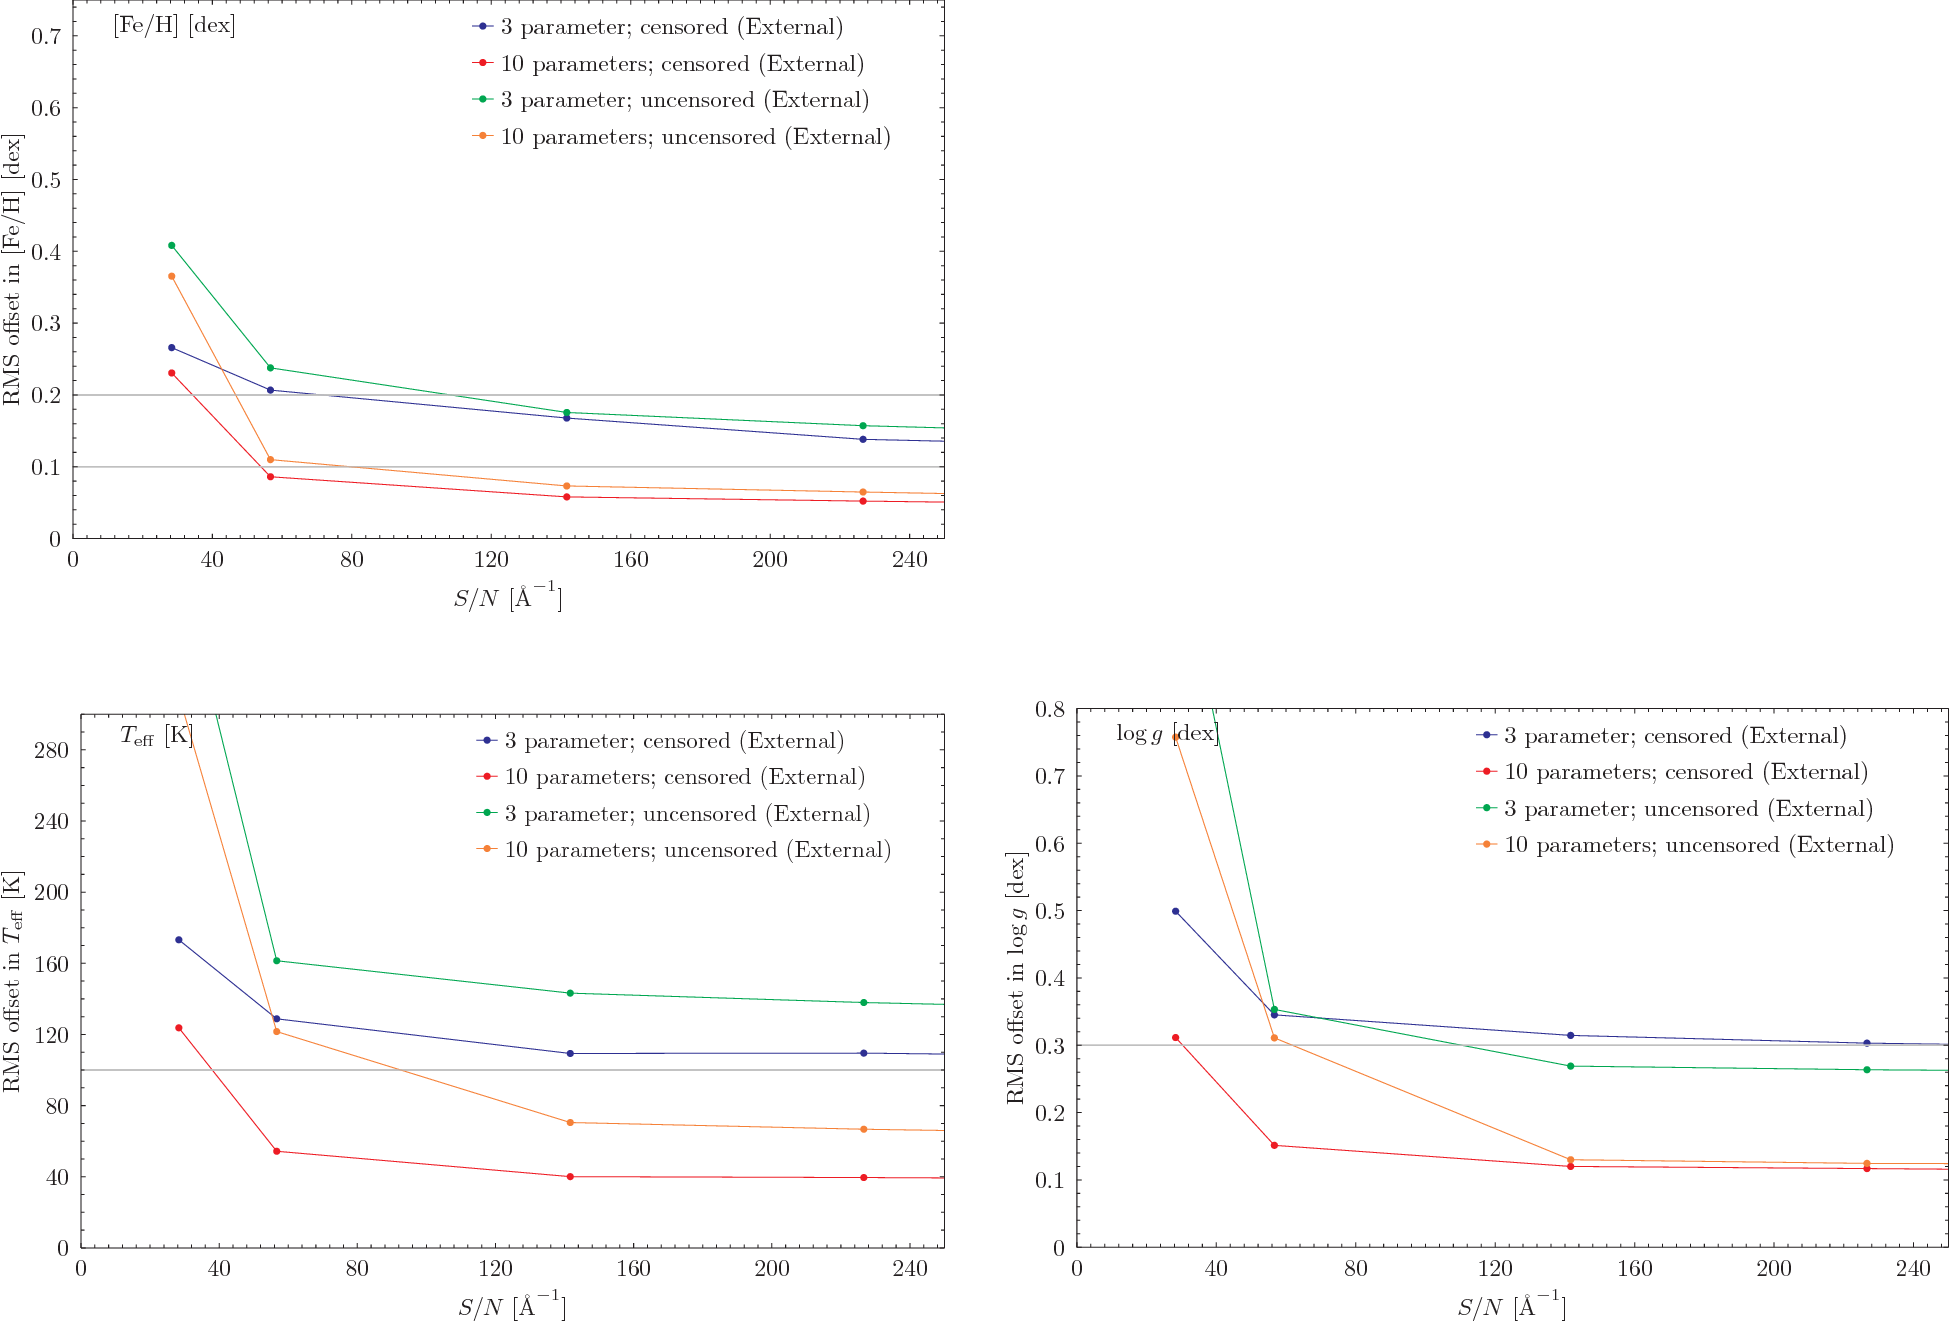 [Fe/H] [dex]
3 parameter; censored (External)
10 parameters; censored (External)
3 parameter; uncensored (External)
10 parameters; uncensored (External)
RMS offset in [Fe/H] [dex]
0.7
0.6
0.5
0.4
0.3
0.2
0.1
0
0 40 80 120 160 200 240
S/N [Å⁻¹]
T_eff [K]
3 parameter; censored (External)
10 parameters; censored (External)
3 parameter; uncensored (External)
10 parameters; uncensored (External)
RMS offset in T_eff [K]
280
240
200
160
120
80
40
0
0 40 80 120 160 200 240
S/N [Å⁻¹]
log g [dex]
3 parameter; censored (External)
10 parameters; censored (External)
3 parameter; uncensored (External)
10 parameters; uncensored (External)
RMS offset in log g [dex]
0.8
0.7
0.6
0.5
0.4
0.3
0.2
0.1
0
0 40 80 120 160 200 240
S/N [Å⁻¹]